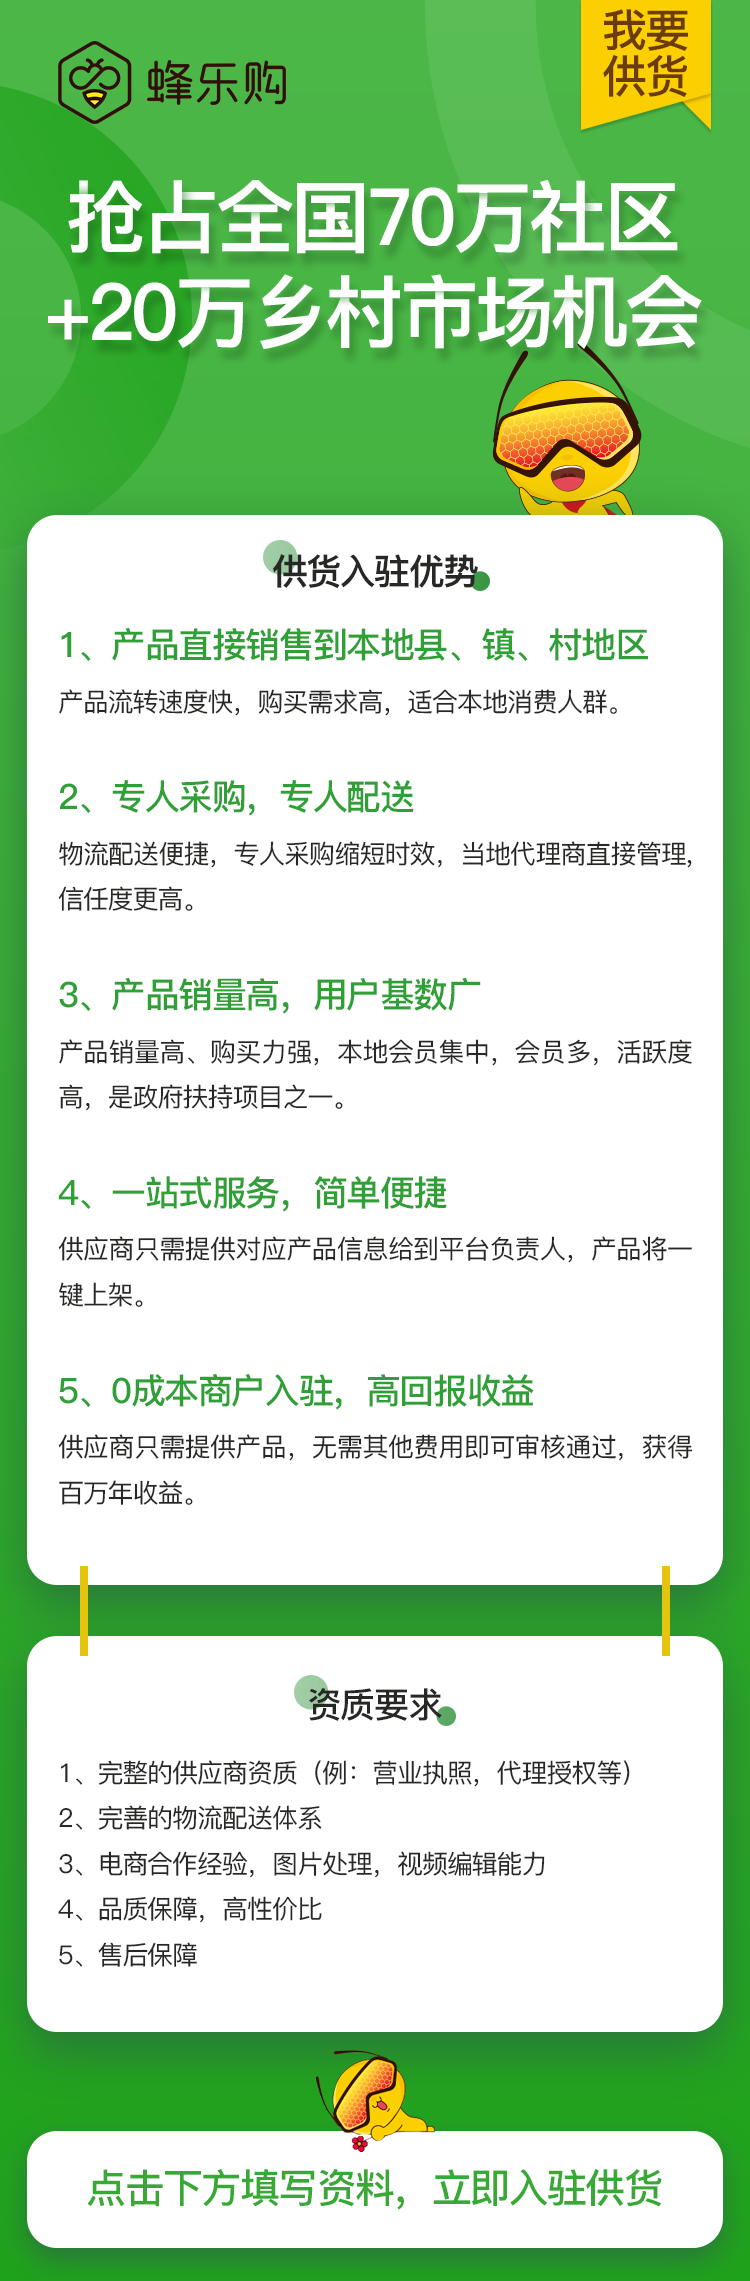 蜂乐购
我要
供货
抢占全国70万社区
+20万乡村市场机会
供货入驻优势
1、产品直接销售到本地县、镇、村地区
产品流转速度快，购买需求高，适合本地消费人群。
2、专人采购，专人配送
物流配送便捷，专人采购缩短时效，当地代理商直接管理，
信任度更高。
3、产品销量高，用户基数广
产品销量高、购买力强，本地会员集中，会员多，活跃度
高，是政府扶持项目之一。
4、一站式服务，简单便捷
供应商只需提供对应产品信息给到平台负责人，产品将一
键上架。
5、0成本商户入驻，高回报收益
供应商只需提供产品，无需其他费用即可审核通过，获得
百万年收益。
资质要求
1、完整的供应商资质（例：营业执照，代理授权等）
2、完善的物流配送体系
3、电商合作经验，图片处理，视频编辑能力
4、品质保障，高性价比
5、售后保障
点击下方填写资料，立即入驻供货